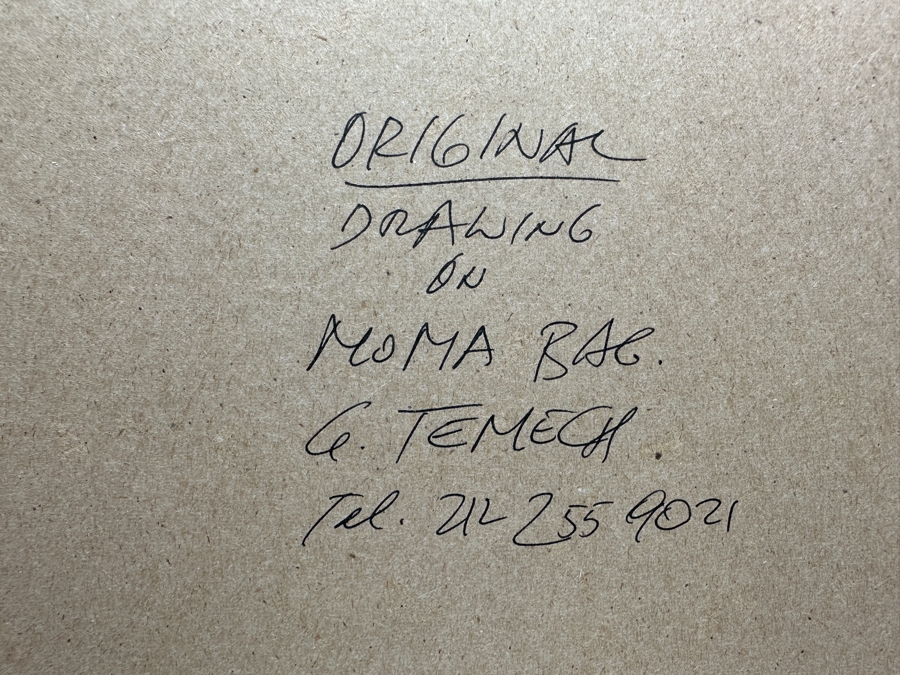 ORIGINAL
DRAWING
ON
MOMA BAG.
G. TEMECH.
Tel. 212 255 9021